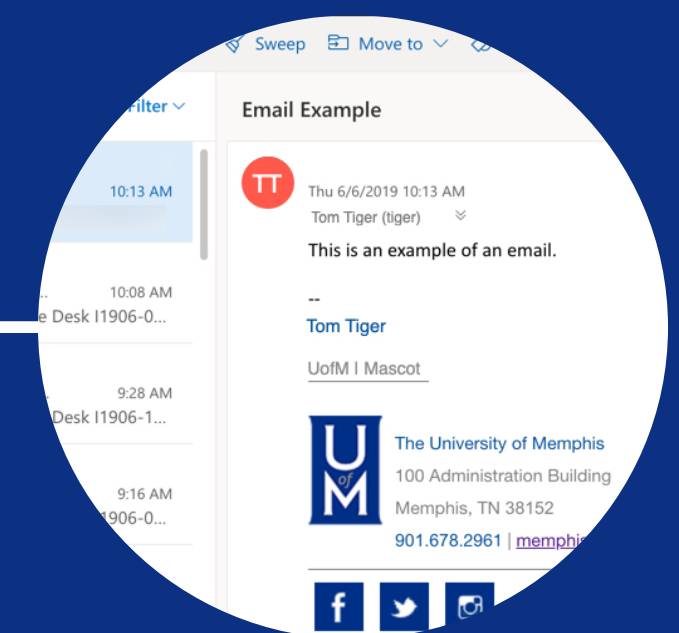 Sweep Move to
Filter
Email Example
10:13 AM
TT
Thu 6/6/2019 10:13 AM
Tom Tiger (tiger)
This is an example of an email.
--
Tom Tiger
UofM | Mascot
.. 10:08 AM
e Desk I1906-0...
9:28 AM
Desk I1906-1...
9:16 AM
1906-0...
U
of
M
The University of Memphis
100 Administration Building
Memphis, TN 38152
901.678.2961 | memphis
f